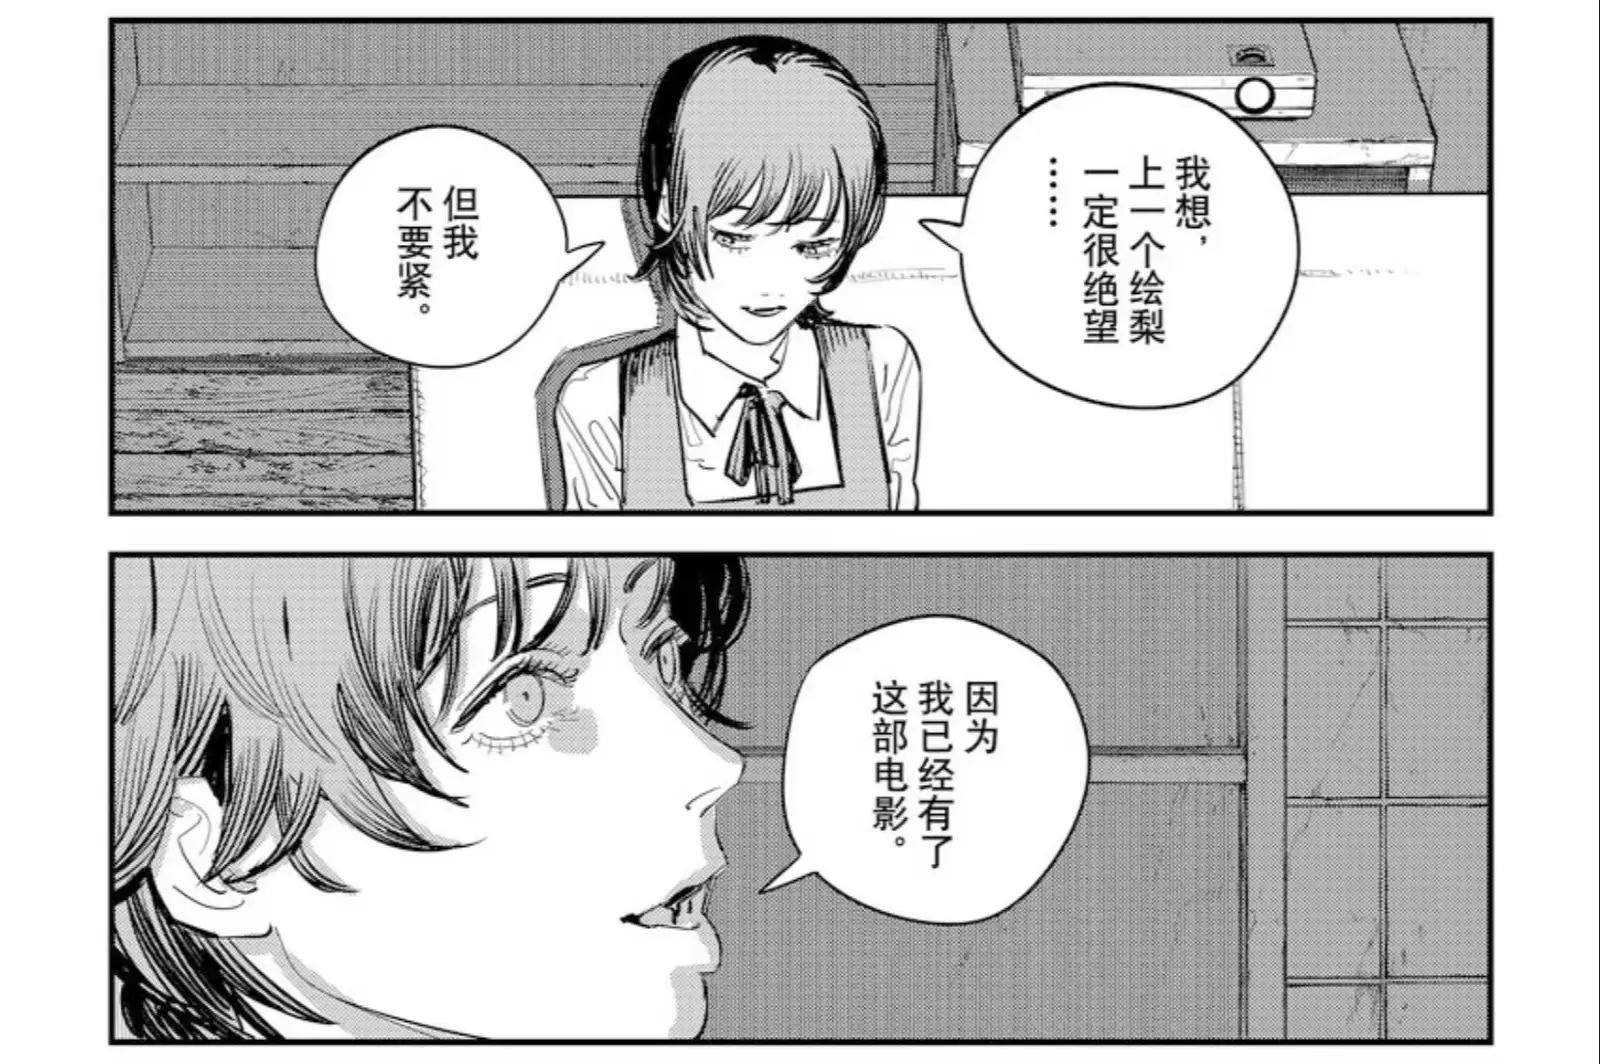 我想，
上一个绘梨
一定很绝望
……
但我
不要紧。
因为
我已经有了
这部电影。